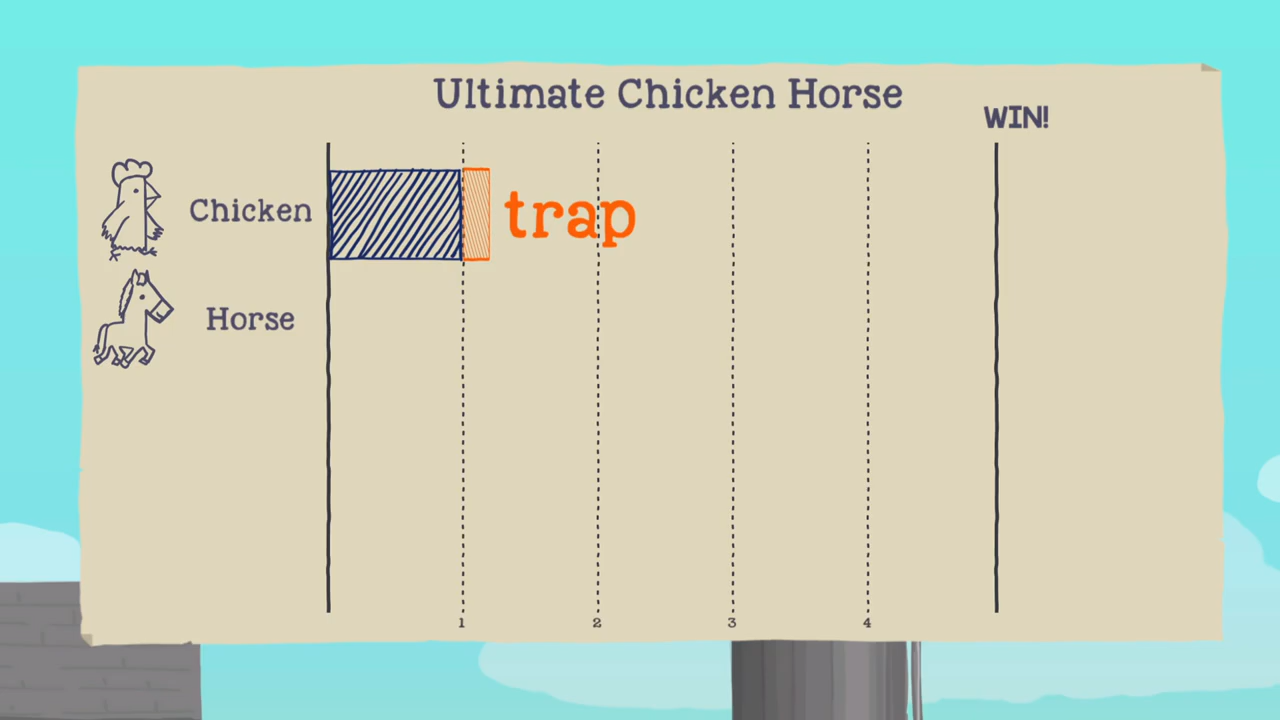 Ultimate Chicken Horse
WIN!
Chicken
trap
Horse
1 2 3 4